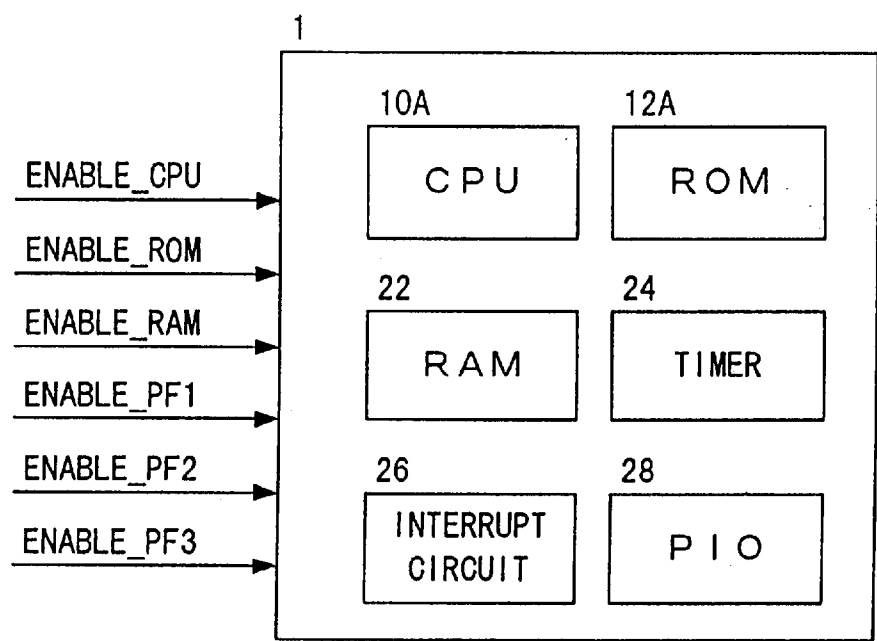 1
10A
12A
ENABLE_CPU
CPU
ROM
ENABLE_ROM
22
24
ENABLE_RAM
RAM
TIMER
ENABLE_PF1
ENABLE_PF2
26
28
INTERRUPT
CIRCUIT
PIO
ENABLE_PF3